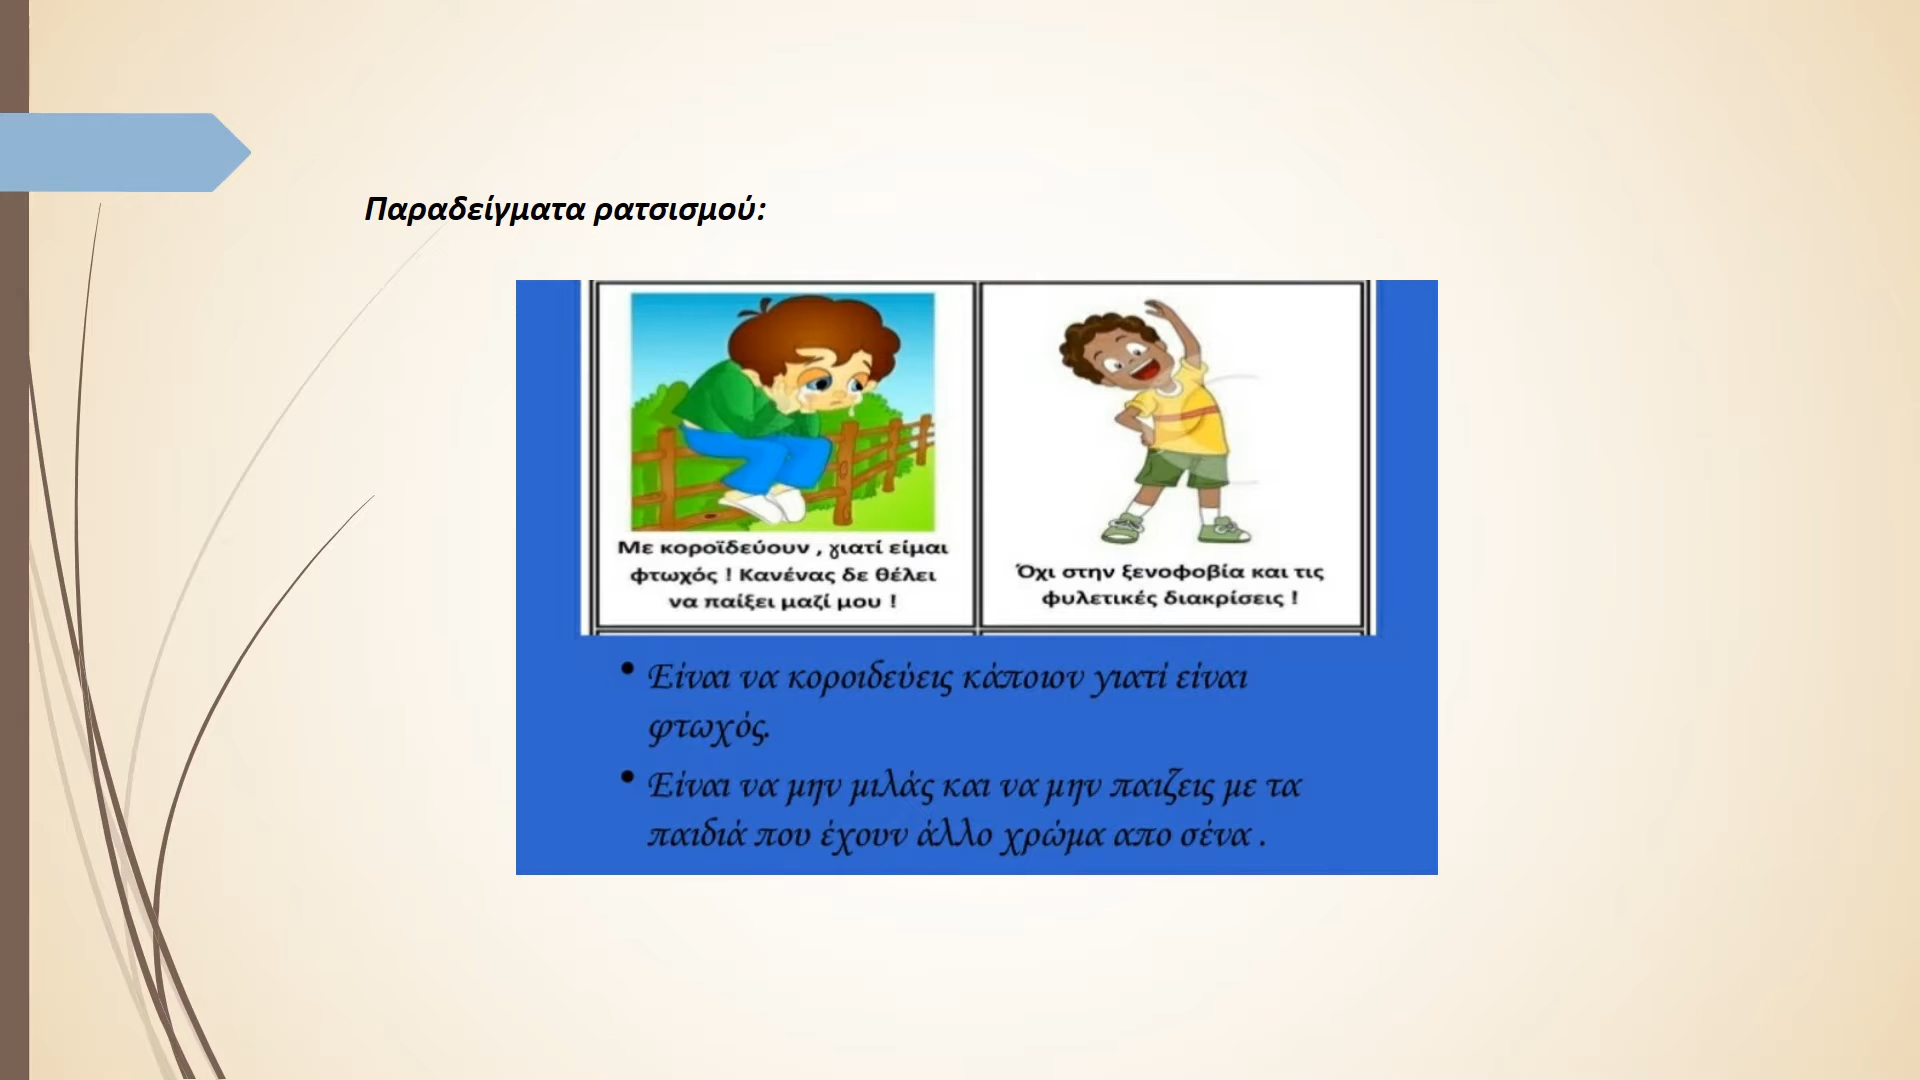 Παραδείγματα ρατσισμού:
Με κοροϊδεύουν , γιατί είμαι
φτωχός ! Κανένας δε θέλει
να παίξει μαζί μου !
Όχι στην ξενοφοβία και τις
φυλετικές διακρίσεις !
• Είναι να κοροιδεύεις κάποιον γιατί είναι
φτωχός.
• Είναι να μην μιλάς και να μην παιζεις με τα
παιδιά που έχουν άλλο χρώμα απο σένα .